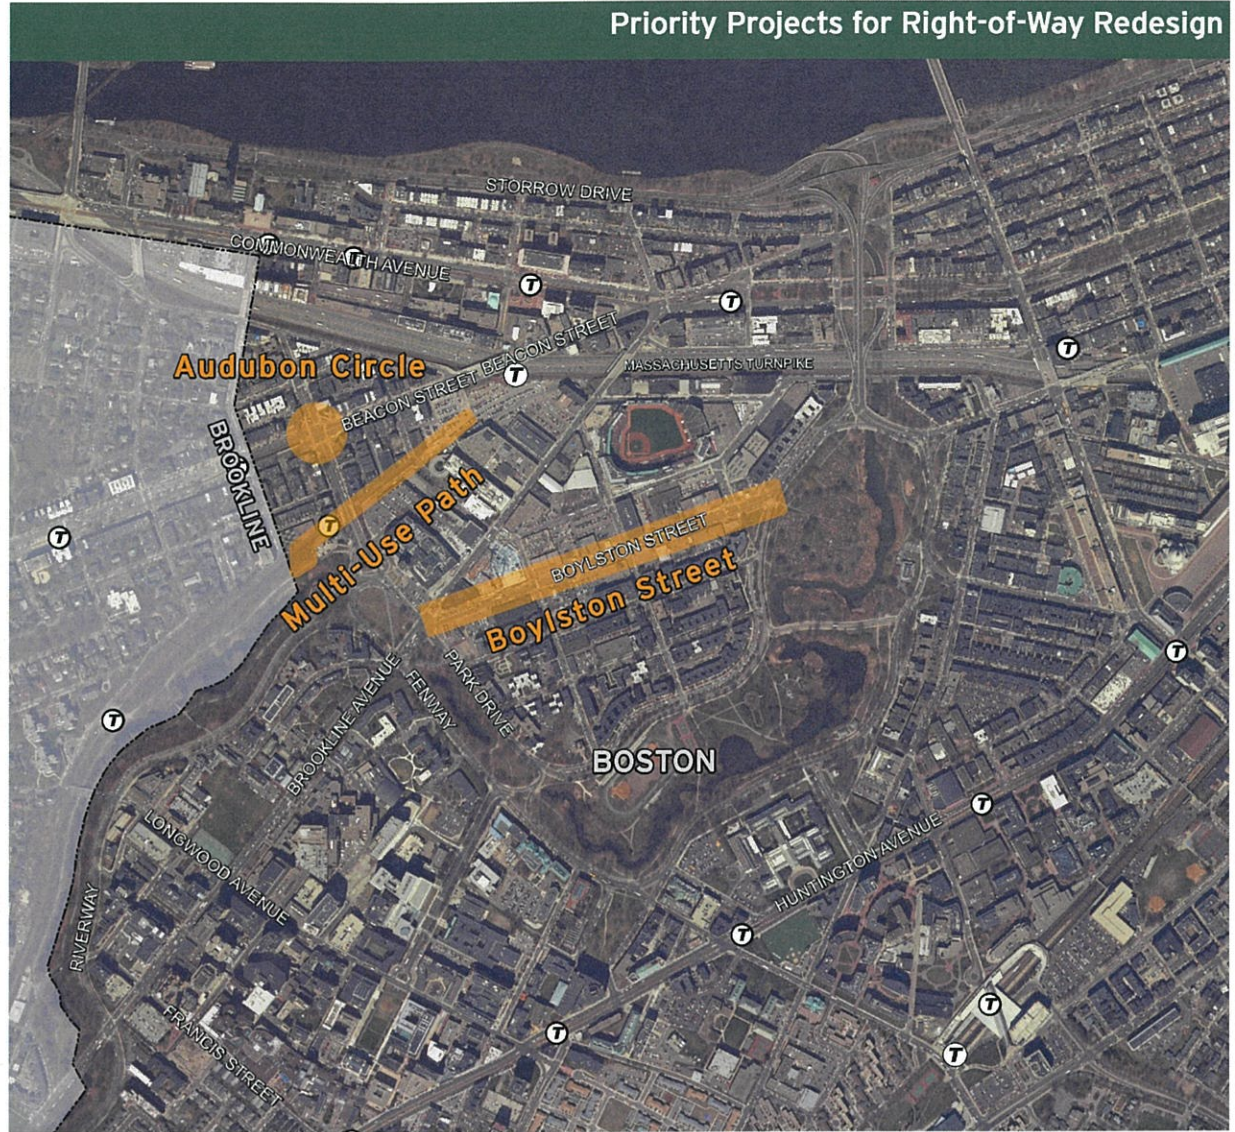 Priority Projects for Right-of-Way Redesign
STORROW DRIVE
COMMONWEALTH AVENUE
T
T
T
T
T
BEACON STREET
MASSACHUSETTS TURNPIKE
Audubon Circle
BEACON STREET
T
BROOKLINE
Multi-Use Path
T
T
BOYLSTON STREET
Boylston Street
BROOKLINE AVENUE
FENWAY
PARK DRIVE
T
T
BOSTON
T
LONGWOOD AVENUE
HUNTINGTON AVENUE
RIVERWAY
T
T
T
T
FRANCIS STREET